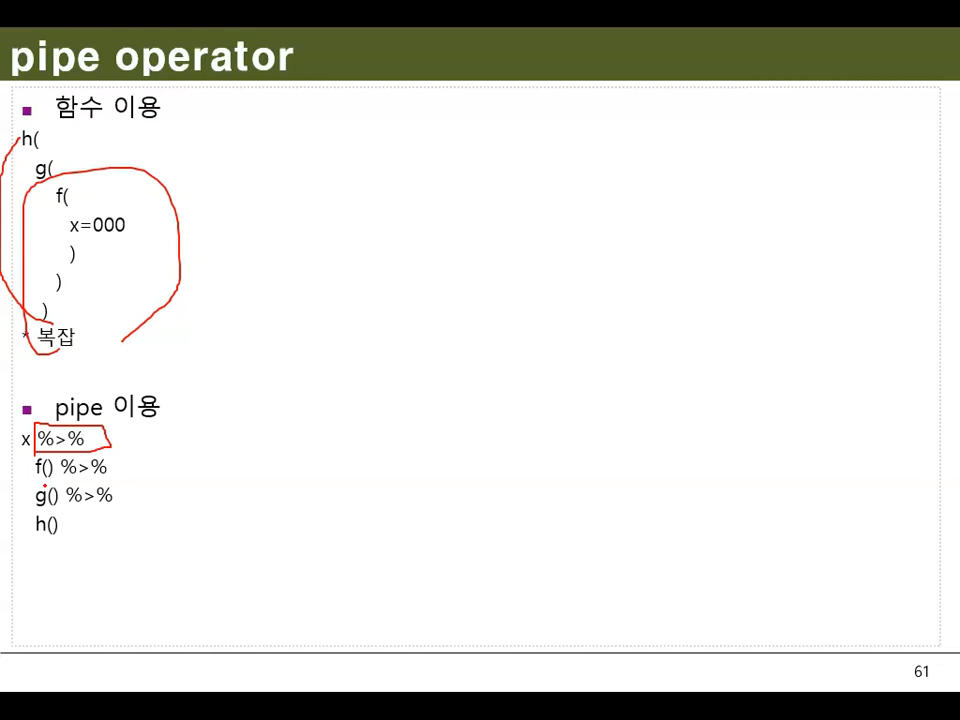 pipe operator
■ 함수 이용
h(
g(
f(
x=000
)
)
)
* 복잡
■ pipe 이용
x %>%
f() %>%
g() %>%
h()
61